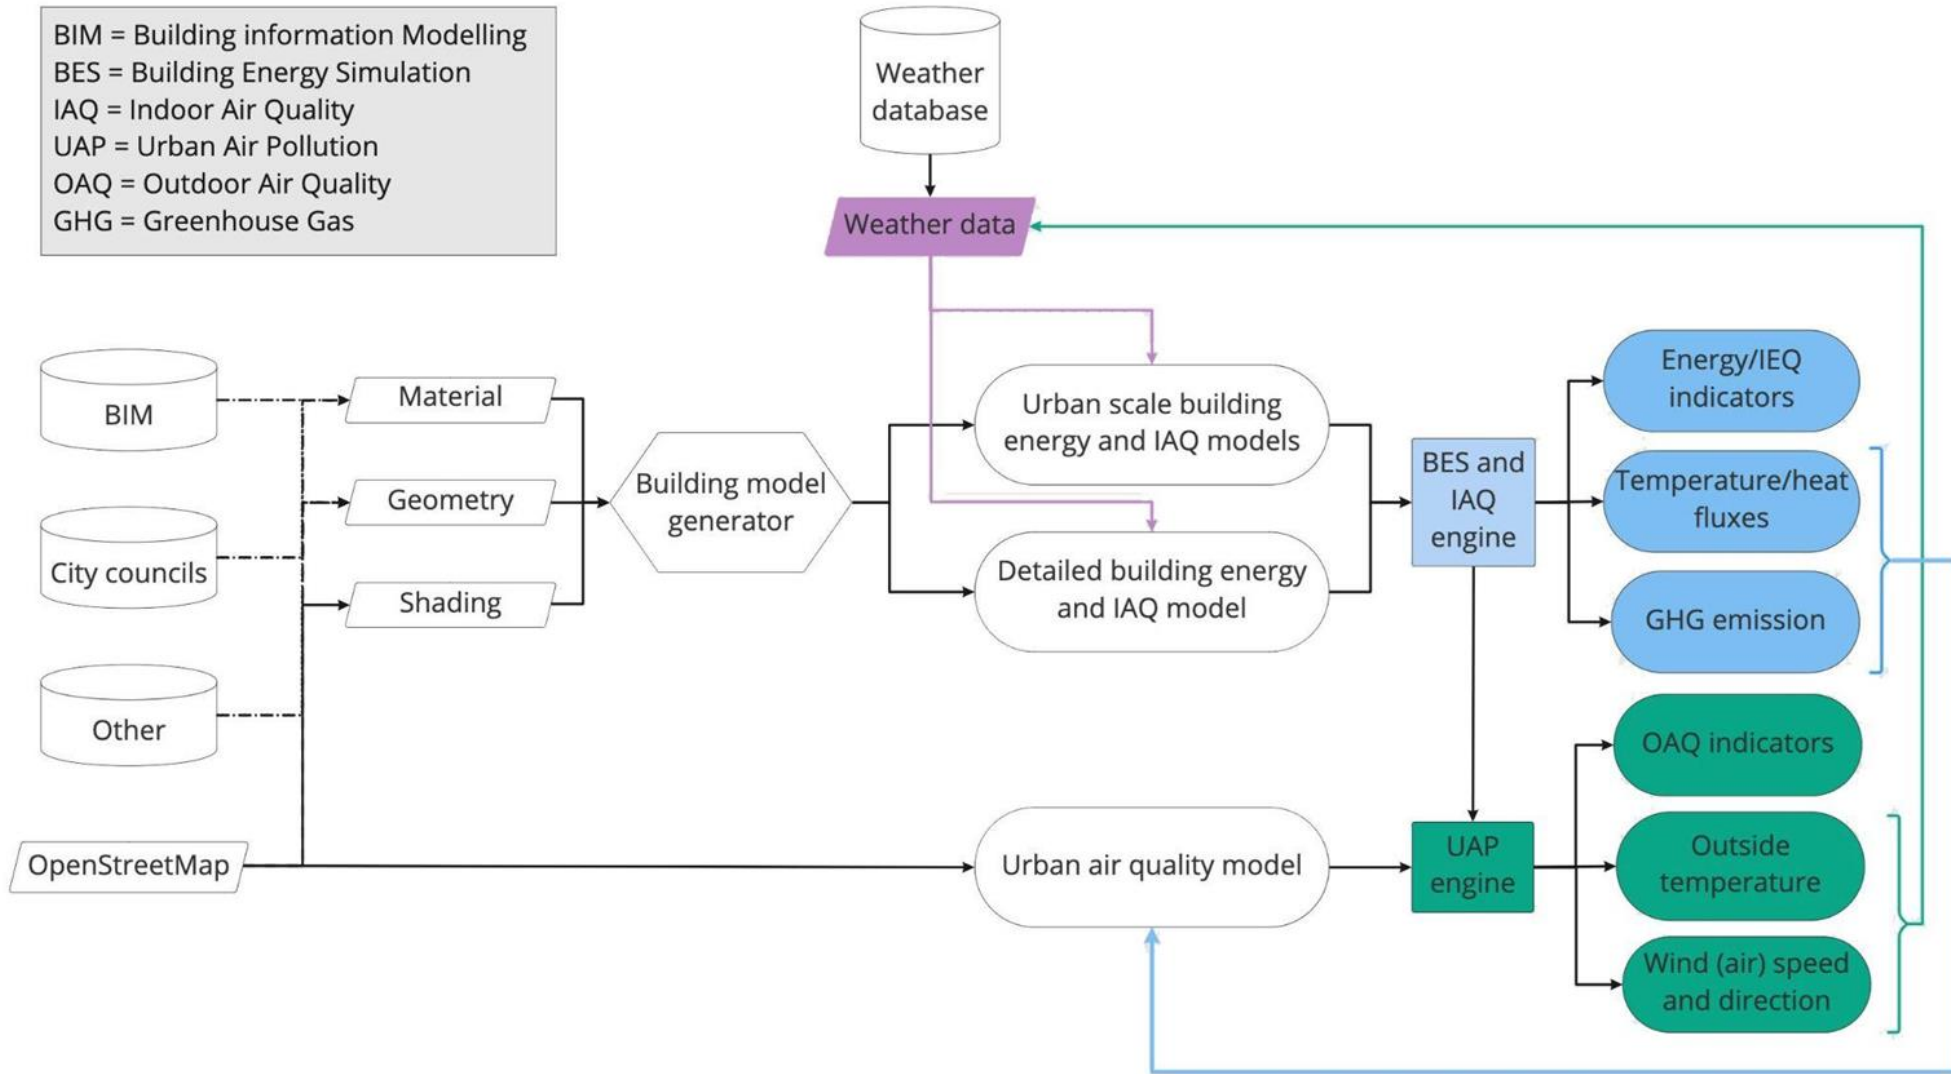 BIM = Building information Modelling
BES = Building Energy Simulation
IAQ = Indoor Air Quality
UAP = Urban Air Pollution
OAQ = Outdoor Air Quality
GHG = Greenhouse Gas
Weather
database
Weather data
BIM
City councils
Other
OpenStreetMap
Material
Geometry
Shading
Building model
generator
Urban scale building
energy and IAQ models
Detailed building energy
and IAQ model
Urban air quality model
BES and
IAQ
engine
UAP
engine
Energy/IEQ
indicators
Temperature/heat
fluxes
GHG emission
OAQ indicators
Outside
temperature
Wind (air) speed
and direction